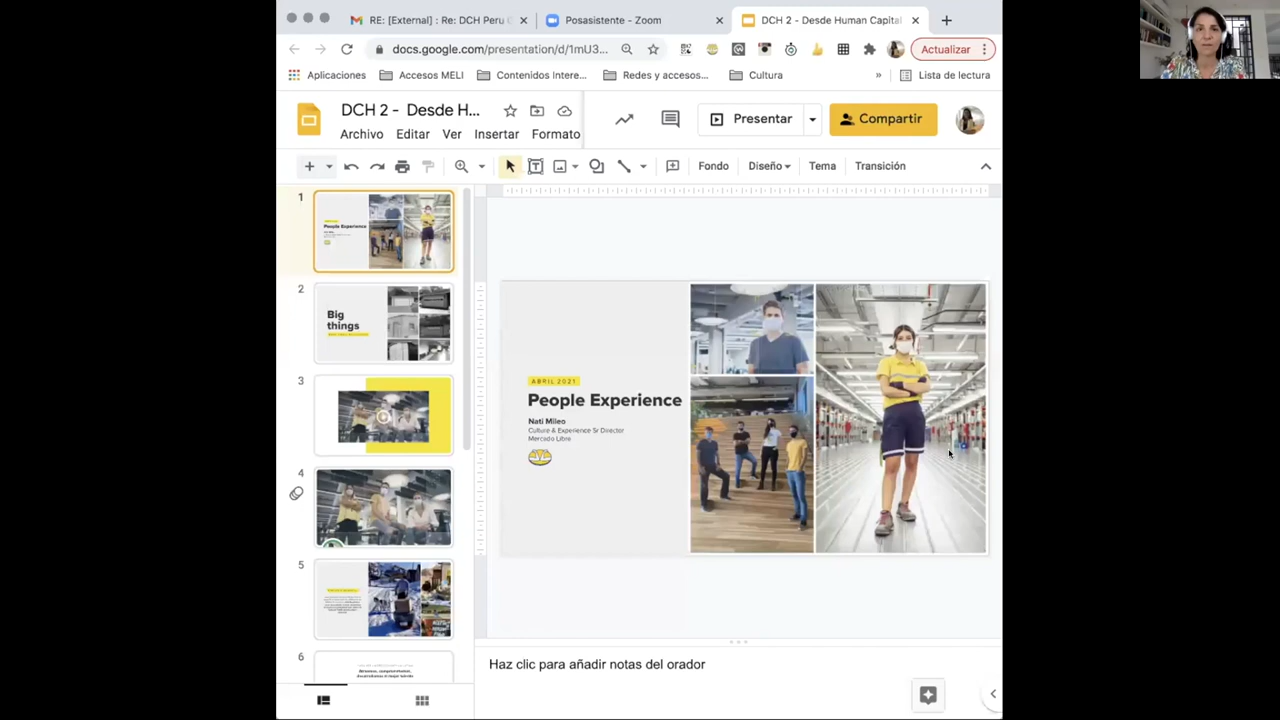 RE: [External] : Re: DCH Peru
Posasistente - Zoom
DCH 2 - Desde Human Capital
docs.google.com/presentation/d/1mU3...
Actualizar
Aplicaciones
Accesos MELI
Contenidos Intere...
Redes y accesos...
Cultura
»
Lista de lectura
DCH 2 - Desde H...
Archivo Editar Ver Insertar Formato
Presentar
Compartir
Fondo Diseño Tema Transición
1
People Experience
2
Big
things
3
4
5
6
ABRIL 2021
People Experience
Nati Mileo
Culture & Experience Sr Director
Mercado Libre
Haz clic para añadir notas del orador